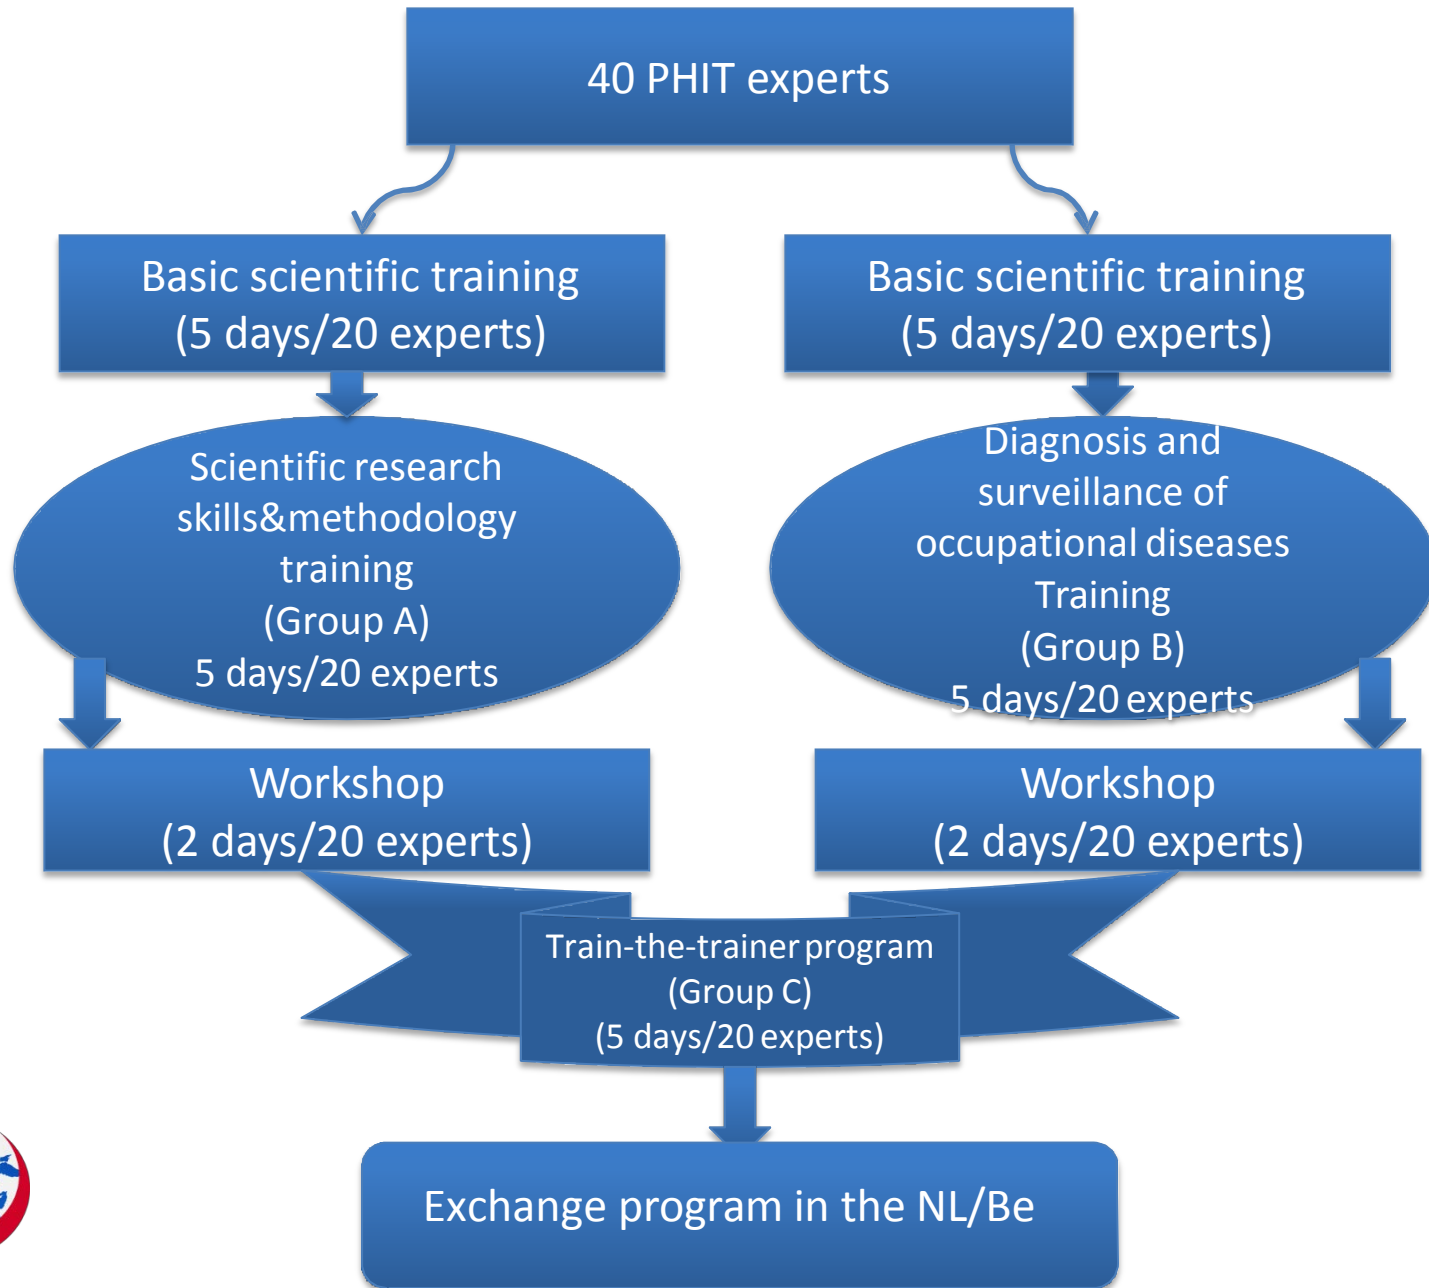 40 PHIT experts
Basic scientific training
(5 days/20 experts)
Basic scientific training
(5 days/20 experts)
Scientific research
skills&methodology
training
(Group A)
5 days/20 experts
Diagnosis and
surveillance of
occupational diseases
Training
(Group B)
5 days/20 experts
Workshop
(2 days/20 experts)
Workshop
(2 days/20 experts)
Train-the-trainer program
(Group C)
(5 days/20 experts)
Exchange program in the NL/Be